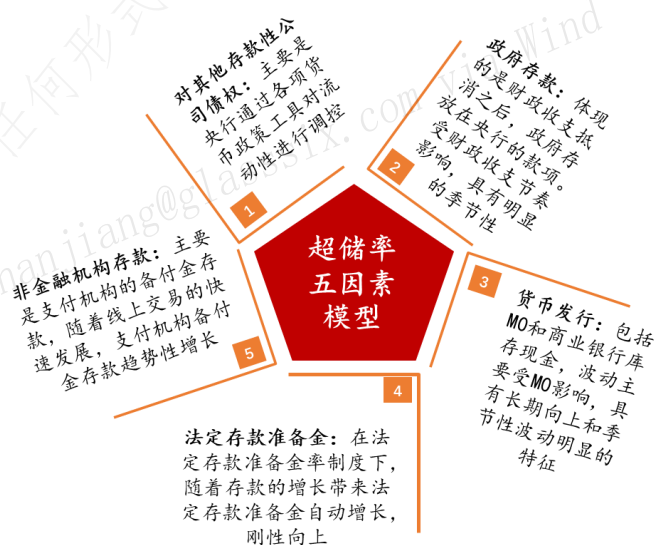 对其他存款性公
司债权：主要是
央行通过各项货
币政策工具对流
动性进行调控
1
政府存款：体现
的是财政收支抵
消之后，政府存
放在央行的款项。
受财政收支节奏
影响，具有明显
的季节性
2
超储率
五因素
模型
3
货币发行：包括
M0和商业银行库
存现金，波动主
要受M0影响，具
有长期向上和季
节性波动明显的
特征
4
法定存款准备金：在法
定存款准备金率制度下，
随着存款的增长带来法
定存款准备金自动增长，
刚性向上
非金融机构存款：主要
是支付机构的备付金存
款，随着线上交易的快
速发展，支付机构备付
金存款趋势性增长
5
任何形式
nanjiang@glasssix.com via Wind